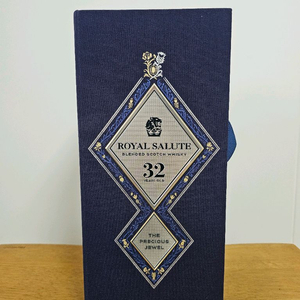 ROYAL SALUTE
BLENDED SCOTCH WHISKY
32
YEARS OLD
THE
PRECIOUS
JEWEL